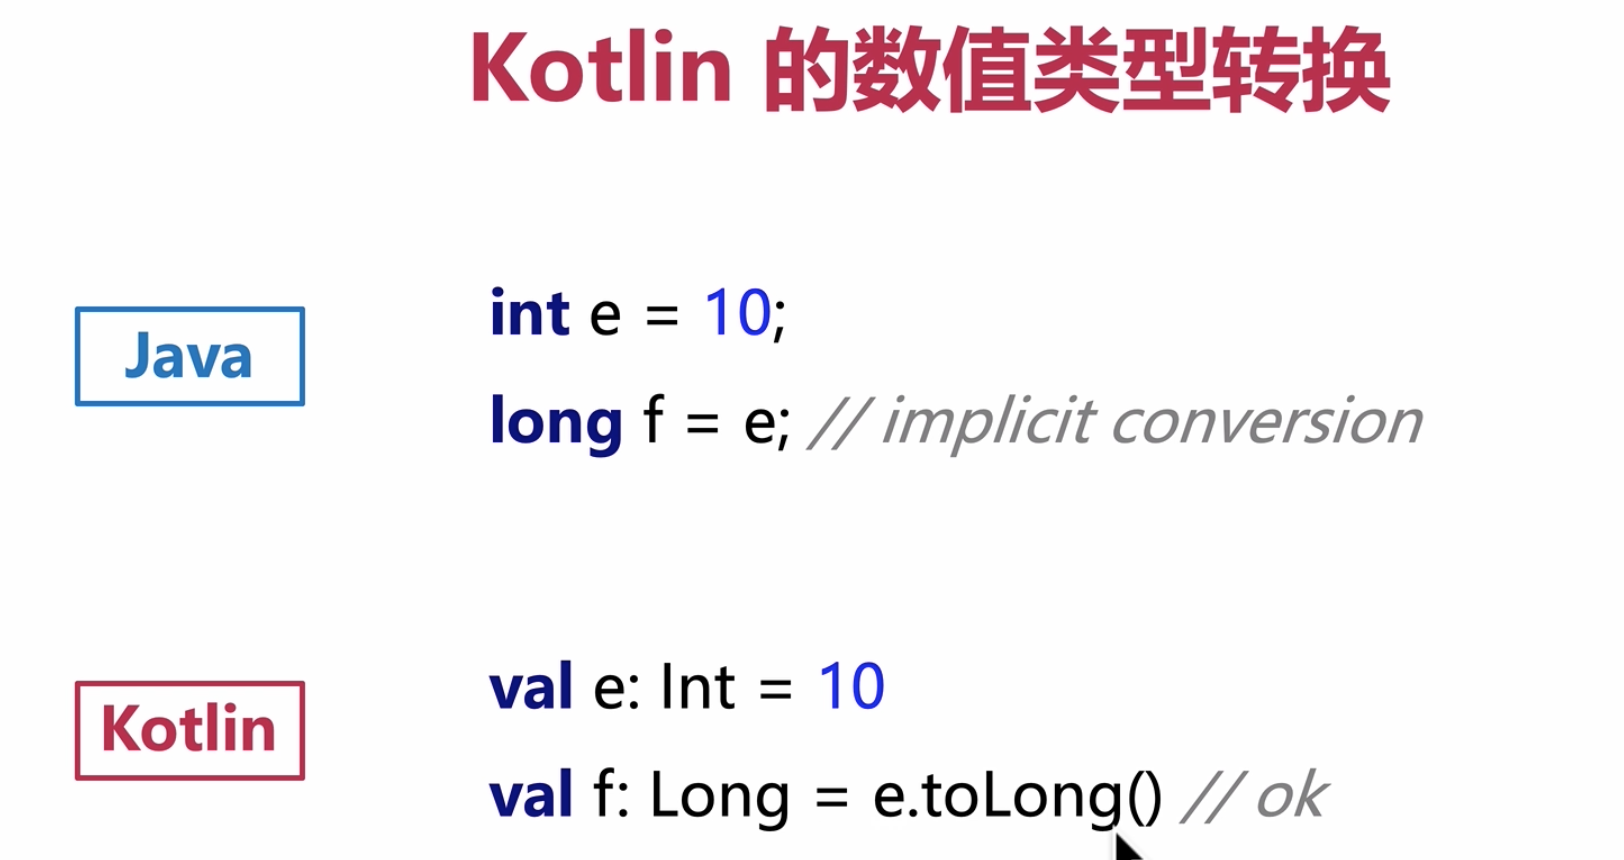 Kotlin 的数值类型转换
Java
int e = 10;
long f = e; // implicit conversion
Kotlin
val e: Int = 10
val f: Long = e.toLong() // ok